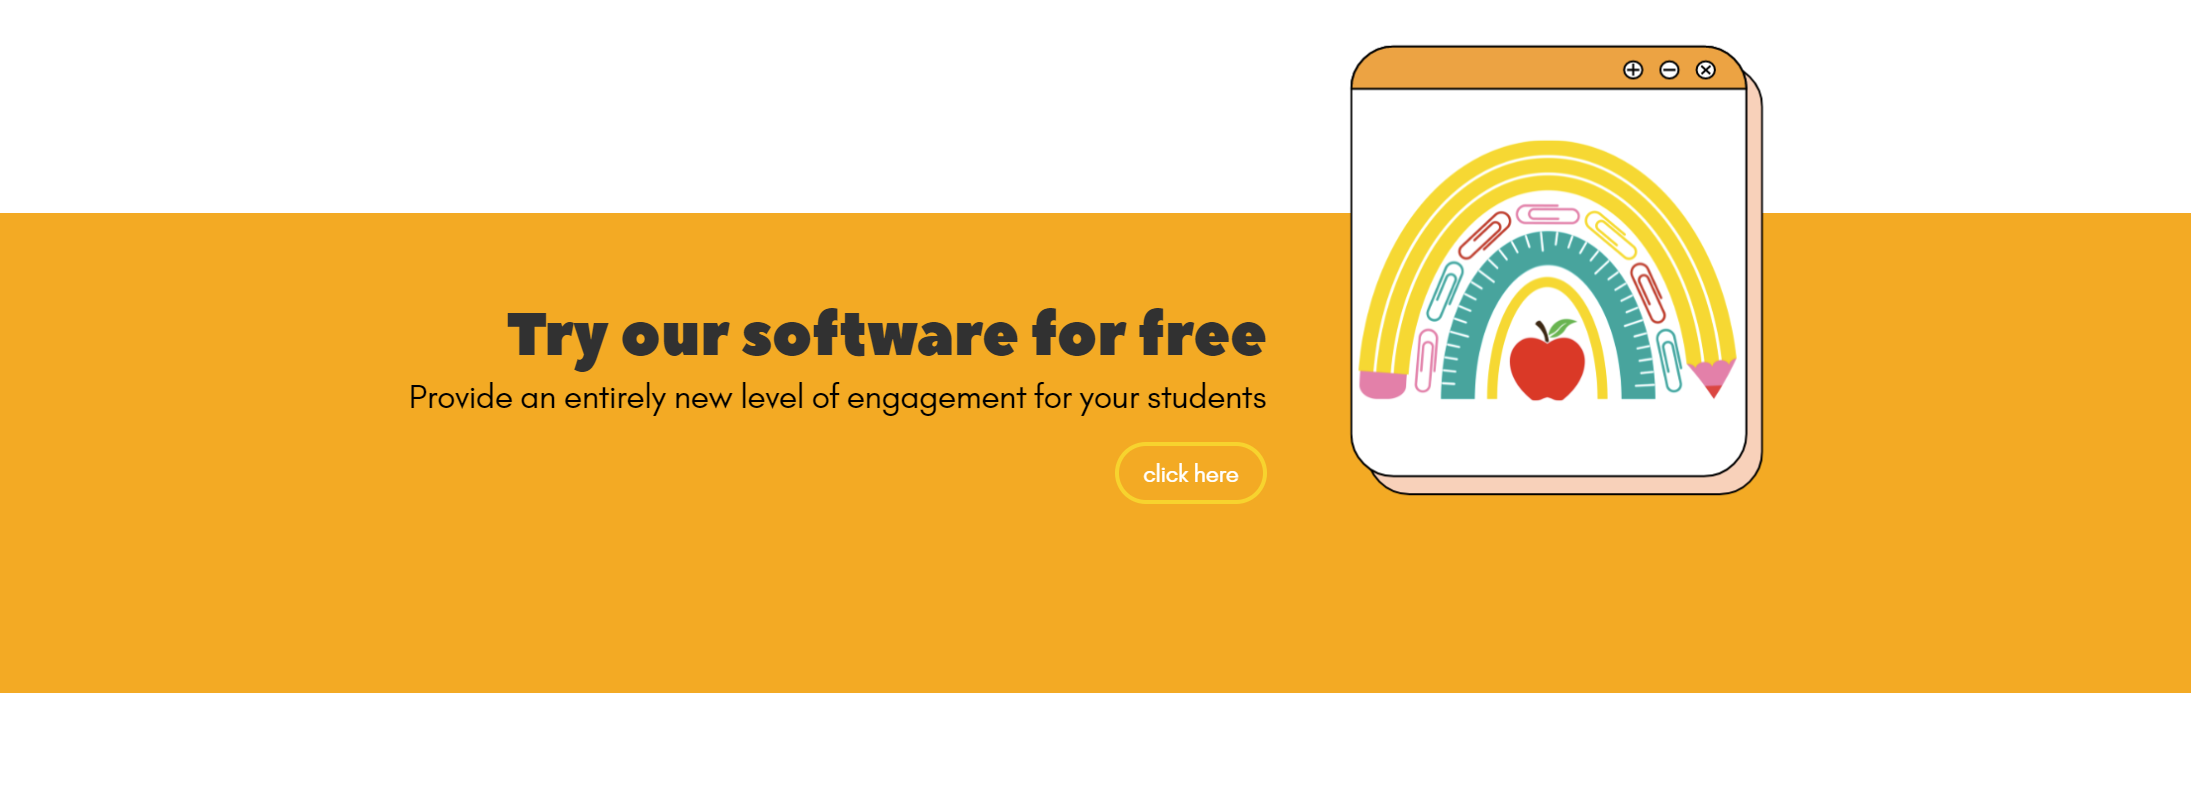 Try our software for free
Provide an entirely new level of engagement for your students
click here